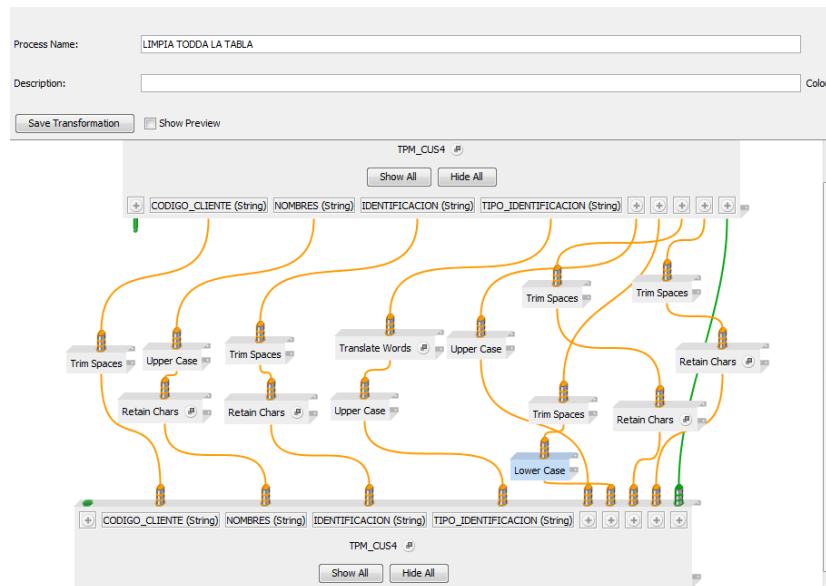 Process Name: LIMPIA TODDA LA TABLA
Description: Colou
Save Transformation Show Preview
TPM_CUS4
Show All Hide All
CODIGO_CLIENTE (String) NOMBRES (String) IDENTIFICACION (String) TIPO_IDENTIFICACION (String)
Trim Spaces
Trim Spaces
Trim Spaces Upper Case Trim Spaces Translate Words Upper Case Retain Chars
Retain Chars Retain Chars Upper Case Trim Spaces Retain Chars
Lower Case
CODIGO_CLIENTE (String) NOMBRES (String) IDENTIFICACION (String) TIPO_IDENTIFICACION (String)
TPM_CUS4
Show All Hide All